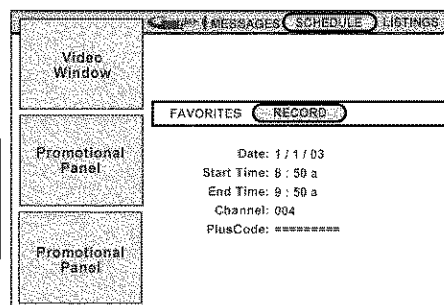 MESSAGES SCHEDULE LISTINGS
Video
Window
FAVORITES RECORD
Promotional
Panel
Date: 1 / 1 / 03
Start Time: 8 : 50 a
End Time: 9 : 50 a
Channel: 004
PlusCode: =========
Promotional
Panel